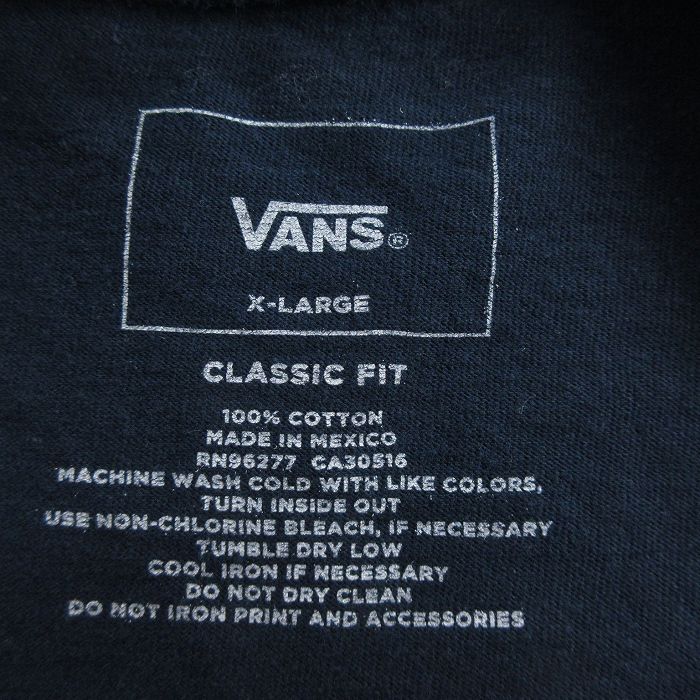 VANS®
X-LARGE
CLASSIC FIT
100% COTTON
MADE IN MEXICO
RN96277 CA30516
MACHINE WASH COLD WITH LIKE COLORS,
TURN INSIDE OUT
USE NON-CHLORINE BLEACH, IF NECESSARY
TUMBLE DRY LOW
COOL IRON IF NECESSARY
DO NOT DRY CLEAN
DO NOT IRON PRINT AND ACCESSORIES